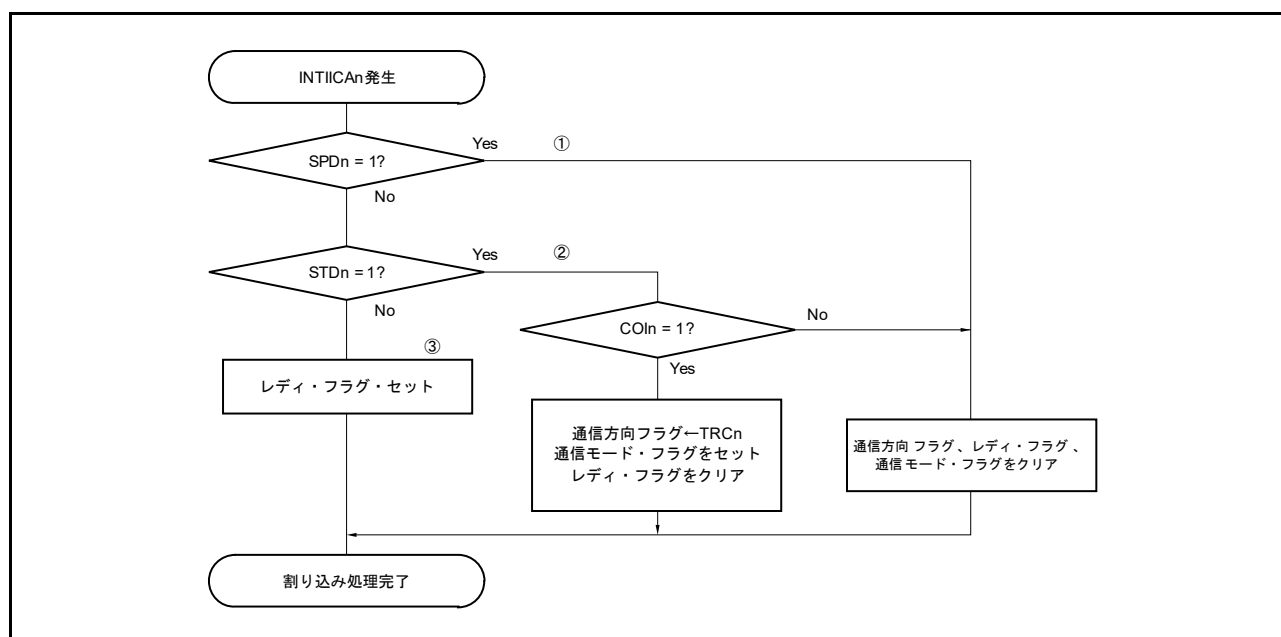 INTIICAn発生
SPDn = 1?
Yes
①
No
STDn = 1?
Yes
②
No
COIn = 1?
No
Yes
③
レディ・フラグ・セット
通信方向フラグ←TRCn
通信モード・フラグをセット
レディ・フラグをクリア
通信方向 フラグ、レディ・フラグ 、
通信 モード・フラグをクリア
割り込み処理完了